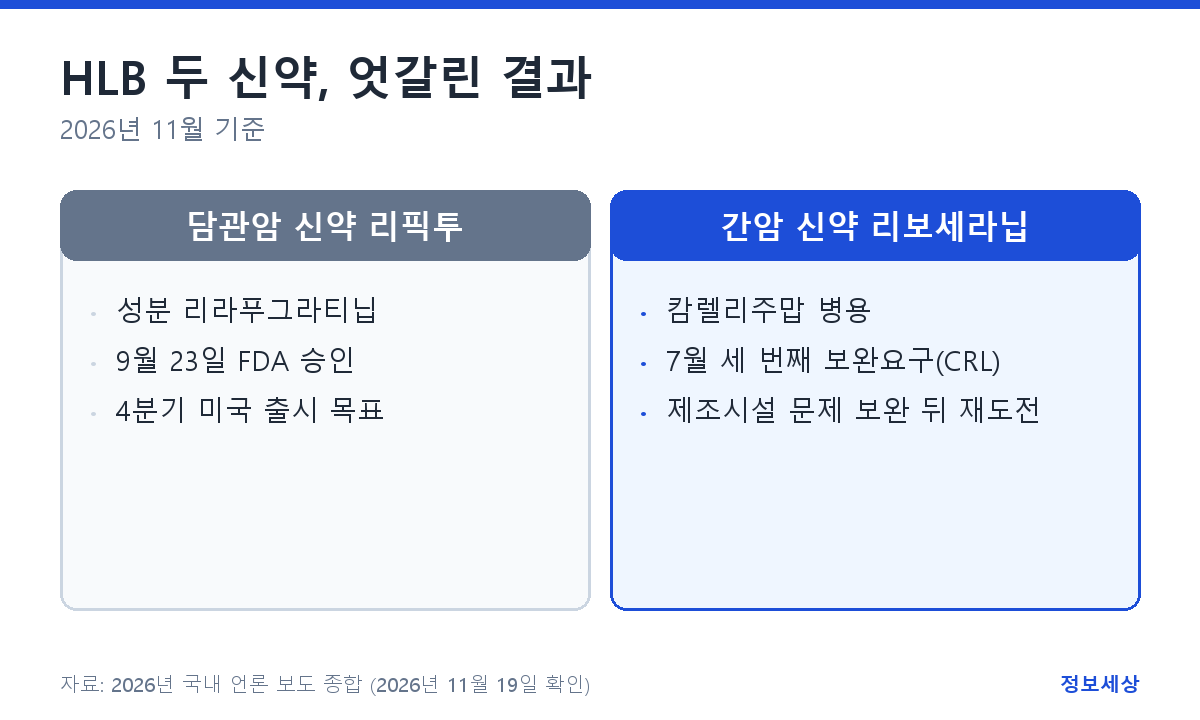 HLB 두 신약, 엇갈린 결과
2026년 11월 기준
담관암 신약 리픽투
· 성분 리라푸그라티닙
· 9월 23일 FDA 승인
· 4분기 미국 출시 목표
간암 신약 리보세라닙
· 캄렐리주맙 병용
· 7월 세 번째 보완요구(CRL)
· 제조시설 문제 보완 뒤 재도전
자료: 2026년 국내 언론 보도 종합 (2026년 11월 19일 확인)
정보세상